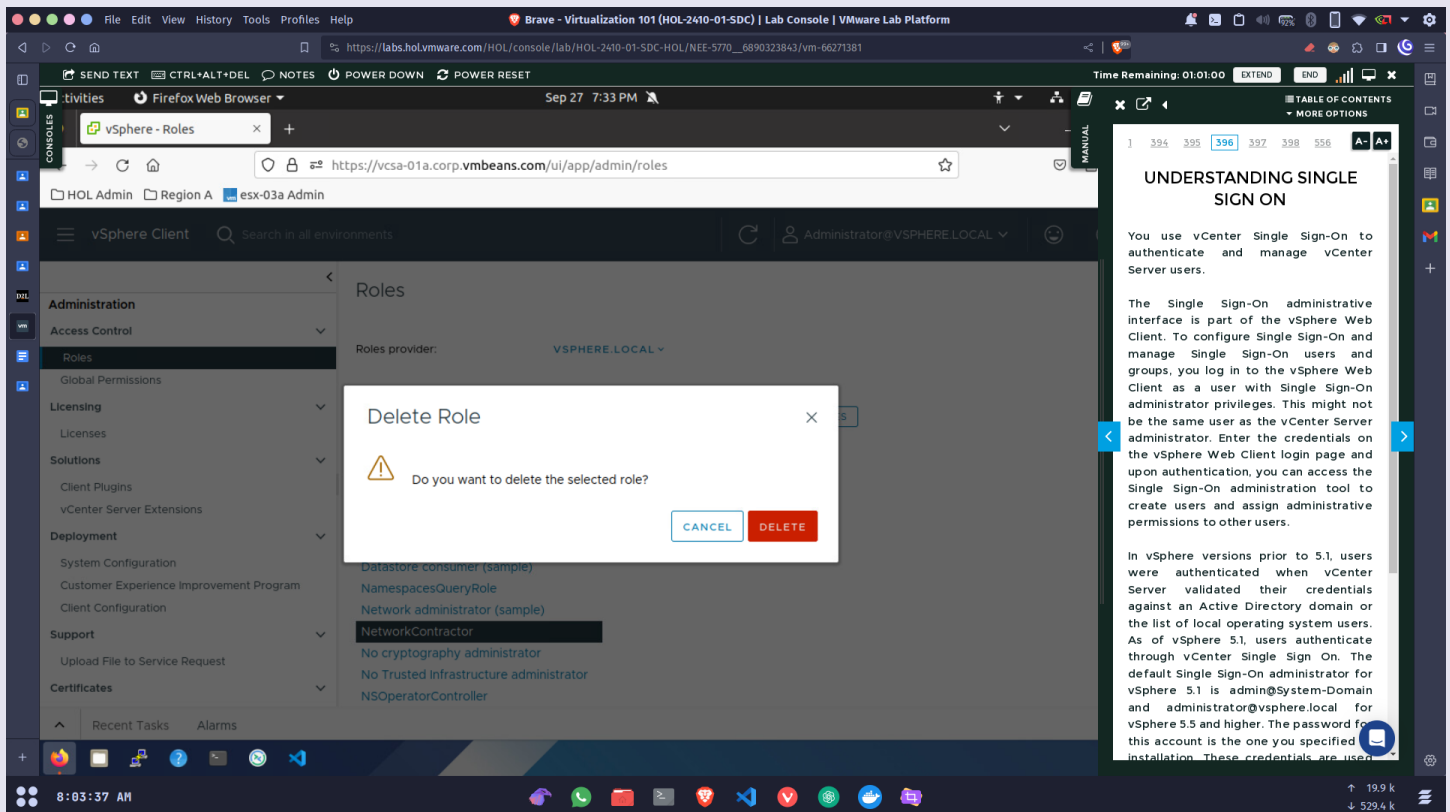 File Edit View History Tools Profiles Help
Brave - Virtualization 101 (HOL-2410-01-SDC) | Lab Console | VMware Lab Platform
92%
https://labs.hol.vmware.com/HOL/console/lab/HOL-2410-01-SDC-HOL/NEE-5770__6890323843/vm-66271381
99+
SEND TEXT CTRL+ALT+DEL NOTES POWER DOWN POWER RESET
Time Remaining: 01:01:00 EXTEND END
CONSOLES
tivities Firefox Web Browser
Sep 27 7:33 PM
vSphere - Roles
https://vcsa-01a.corp.vmbeans.com/ui/app/admin/roles
HOL Admin Region A esx-03a Admin
vSphere Client Search in all environments
Administrator@VSPHERE.LOCAL
Administration
Access Control
Roles
Global Permissions
Licensing
Licenses
Solutions
Client Plugins
vCenter Server Extensions
Deployment
System Configuration
Customer Experience Improvement Program
Client Configuration
Support
Upload File to Service Request
Certificates
Roles
Roles provider: VSPHERE.LOCAL
S
Delete Role
Do you want to delete the selected role?
CANCEL DELETE
Datastore consumer (sample)
NamespacesQueryRole
Network administrator (sample)
NetworkContractor
No cryptography administrator
No Trusted Infrastructure administrator
NSOperatorController
Recent Tasks Alarms
MANUAL
TABLE OF CONTENTS
MORE OPTIONS
1 394 395 396 397 398 556 A- A+
UNDERSTANDING SINGLE
SIGN ON
You use vCenter Single Sign-On to
authenticate and manage vCenter
Server users.
The Single Sign-On administrative
interface is part of the vSphere Web
Client. To configure Single Sign-On and
manage Single Sign-On users and
groups, you log in to the vSphere Web
Client as a user with Single Sign-On
administrator privileges. This might not
be the same user as the vCenter Server
administrator. Enter the credentials on
the vSphere Web Client login page and
upon authentication, you can access the
Single Sign-On administration tool to
create users and assign administrative
permissions to other users.
In vSphere versions prior to 5.1, users
were authenticated when vCenter
Server validated their credentials
against an Active Directory domain or
the list of local operating system users.
As of vSphere 5.1, users authenticate
through vCenter Single Sign On. The
default Single Sign-On administrator for
vSphere 5.1 is admin@System-Domain
and administrator@vsphere.local for
vSphere 5.5 and higher. The password for
this account is the one you specified
installation. These credentials are used
D2L
vm
8:03:37 AM
↑ 19.9 k
↓ 529.4 k